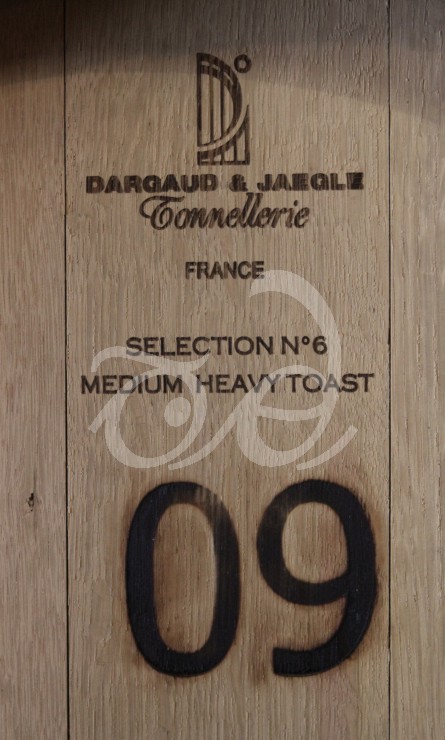 DARGAUD & JAEGLE
Tonnellerie
FRANCE
SELECTION N°6
MEDIUM HEAVY TOAST
09